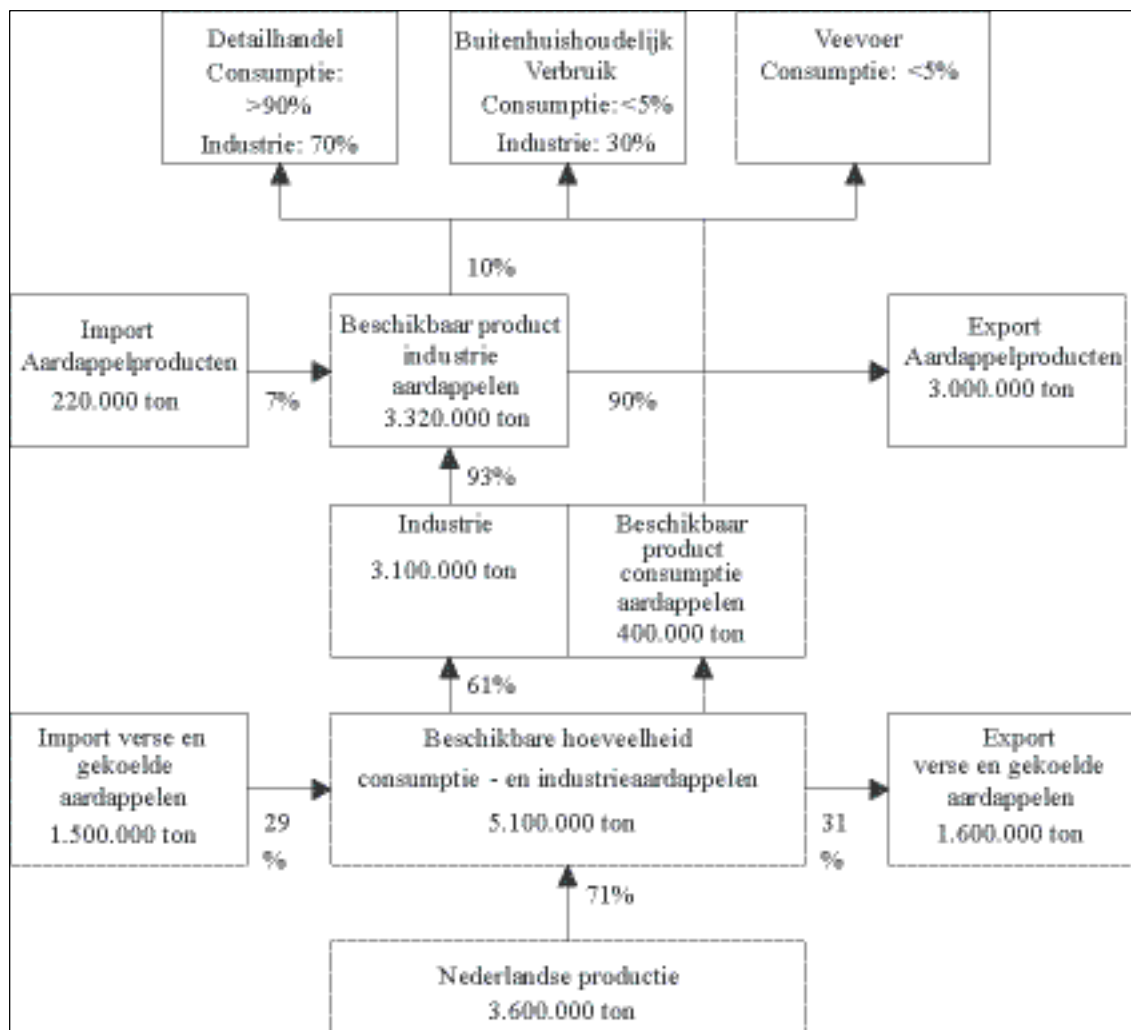 Detailhandel
Consumptie:
>90%
Industrie: 70%
Buitenhuishoudelijk
Verbruik
Consumptie:<5%
Industrie: 30%
Veevoer
Consumptie: <5%
10%
Import
Aardappelproducten
220.000 ton
7%
Beschikbaar product
industrie
aardappelen
3.320.000 ton
90%
Export
Aardappelproducten
3.000.000 ton
93%
Industrie
3.100.000 ton
Beschikbaar
product
consumptie
aardappelen
400.000 ton
61%
Import verse en
gekoelde
aardappelen
1.500.000 ton
29
%
Beschikbare hoeveelheid
consumptie - en industrieaardappelen
5.100.000 ton
31
%
Export
verse en gekoelde
aardappelen
1.600.000 ton
71%
Nederlandse productie
3.600.000 ton